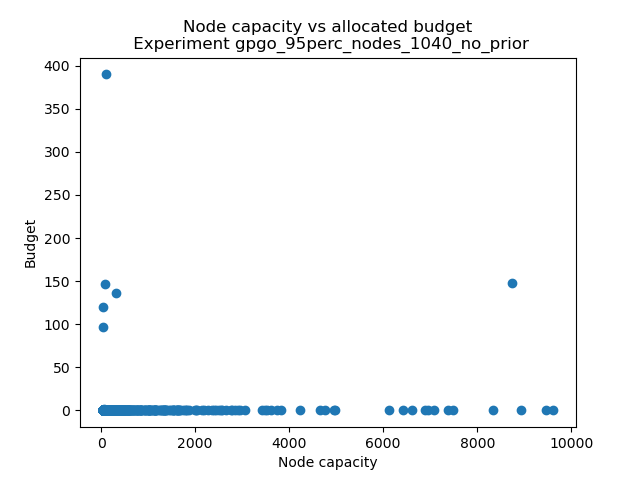 Node capacity vs allocated budget
Experiment gpgo_95perc_nodes_1040_no_prior
400
350
300
250
200
150
100
50
0
Budget
0 2000 4000 6000 8000 10000
Node capacity